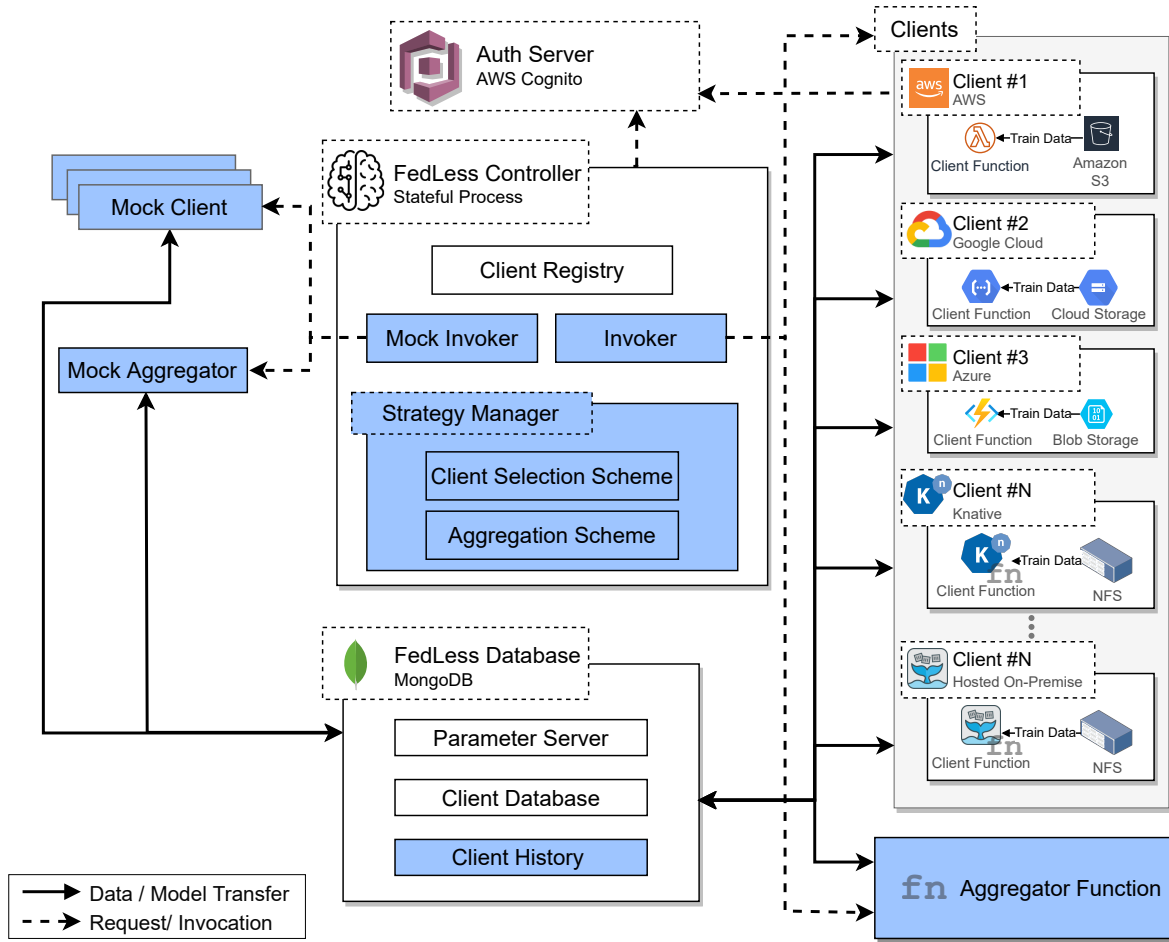 Auth Server
AWS Cognito
Clients
Client #1
AWS
aws
Train Data
Client Function
Amazon
S3
Mock Client
FedLess Controller
Stateful Process
Client Registry
Mock Invoker
Invoker
Mock Aggregator
Strategy Manager
Client Selection Scheme
Aggregation Scheme
Client #2
Google Cloud
Train Data
Client Function
Cloud Storage
Client #3
Azure
10
01
Train Data
Client Function
Blob Storage
K
n
Client #N
Knative
K
n
fn
Train Data
Client Function
NFS
Client #N
Hosted On-Premise
fn
Train Data
Client Function
NFS
FedLess Database
MongoDB
Parameter Server
Client Database
Client History
fn
Aggregator Function
Data / Model Transfer
Request/ Invocation